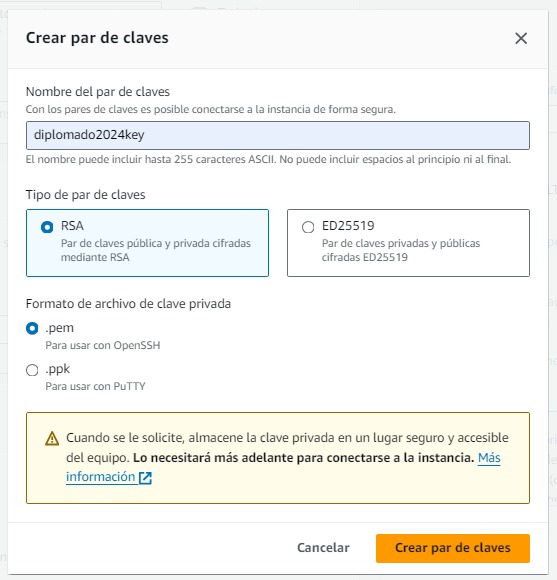 Crear par de claves
Nombre del par de claves
Con los pares de claves es posible conectarse a la instancia de forma segura.
diplomado2024key
El nombre puede incluir hasta 255 caracteres ASCII. No puede incluir espacios al principio ni al final.
Tipo de par de claves
RSA
Par de claves pública y privada cifradas
mediante RSA
ED25519
Par de claves privadas y públicas
cifradas ED25519
Formato de archivo de clave privada
.pem
Para usar con OpenSSH
.ppk
Para usar con PuTTY
Cuando se le solicite, almacene la clave privada en un lugar seguro y accesible
del equipo. Lo necesitará más adelante para conectarse a la instancia. Más
información
Cancelar
Crear par de claves